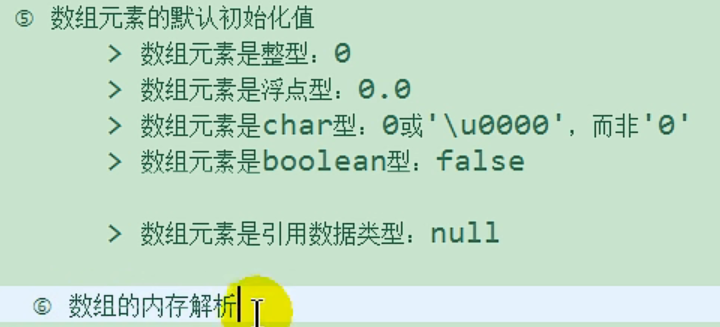 ⑤ 数组元素的默认初始化值
> 数组元素是整型：0
> 数组元素是浮点型：0.0
> 数组元素是char型：0或'\u0000'，而非'0'
> 数组元素是boolean型：false
> 数组元素是引用数据类型：null
⑥ 数组的内存解析